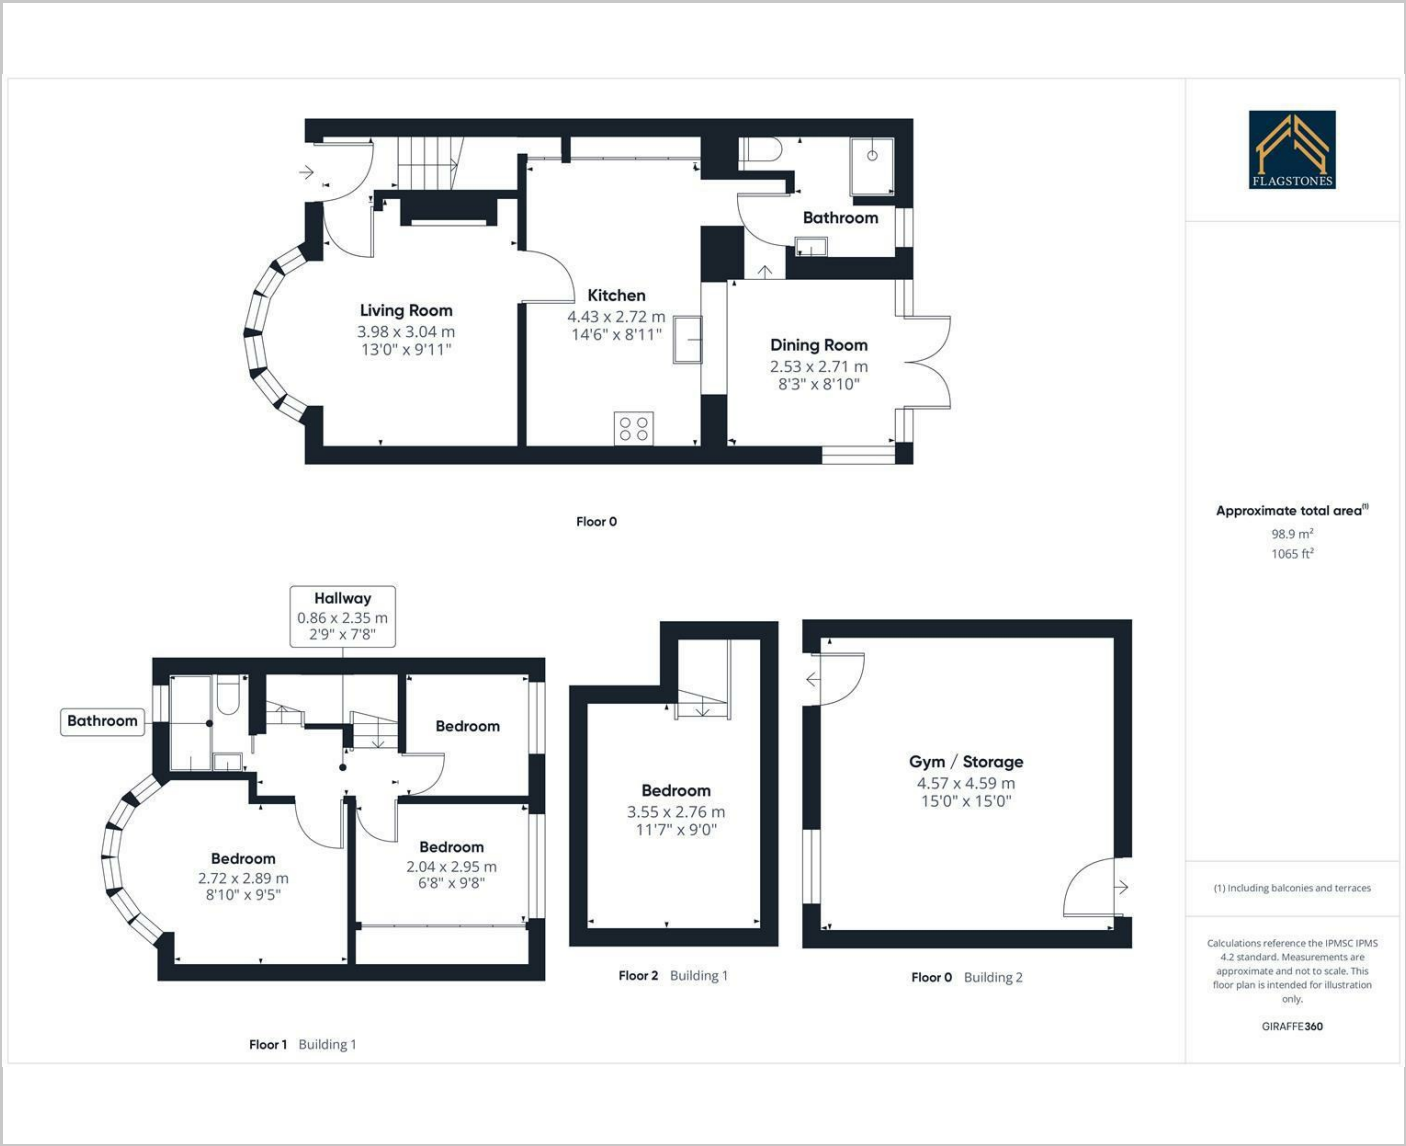 FLAGSTONES
Bathroom
Living Room
3.98 x 3.04 m
13'0" x 9'11"
Kitchen
4.43 x 2.72 m
14'6" x 8'11"
Dining Room
2.53 x 2.71 m
8'3" x 8'10"
Floor 0
Approximate total area(1)
98.9 m²
1065 ft²
Hallway
0.86 x 2.35 m
2'9" x 7'8"
Bathroom
Bedroom
Bedroom
2.72 x 2.89 m
8'10" x 9'5"
Bedroom
2.04 x 2.95 m
6'8" x 9'8"
Floor 1 Building 1
Bedroom
3.55 x 2.76 m
11'7" x 9'0"
Floor 2 Building 1
Gym / Storage
4.57 x 4.59 m
15'0" x 15'0"
Floor 0 Building 2
(1) Including balconies and terraces
Calculations reference the IPMSC IPMS
4.2 standard. Measurements are
approximate and not to scale. This
floor plan is intended for illustration
only.
GIRAFFE360